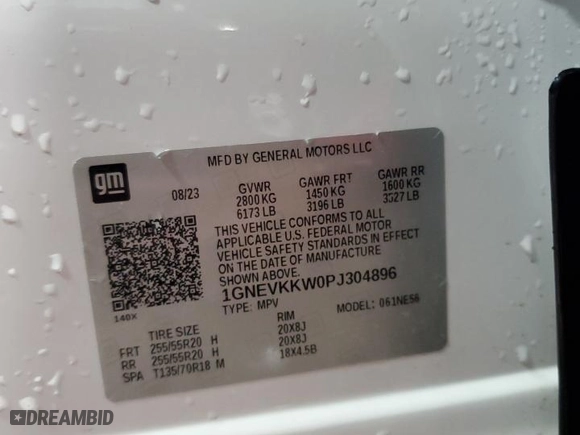 MFD BY GENERAL MOTORS LLC
gm
08/23
GVWR GAWR FRT GAWR RR
2800 KG 1450 KG 1600 KG
6173 LB 3196 LB 3527 LB
THIS VEHICLE CONFORMS TO ALL
APPLICABLE U.S. FEDERAL MOTOR
VEHICLE SAFETY STANDARDS IN EFFECT
ON THE DATE OF MANUFACTURE
SHOWN ABOVE.
1GNEVKKW0PJ304896
TYPE: MPV MODEL: 061NE56
140X
TIRE SIZE RIM
FRT 255/55R20 H 20X8J
RR 255/55R20 H 20X8J
SPA T135/70R18 M 18X4.5B
DREAMBID